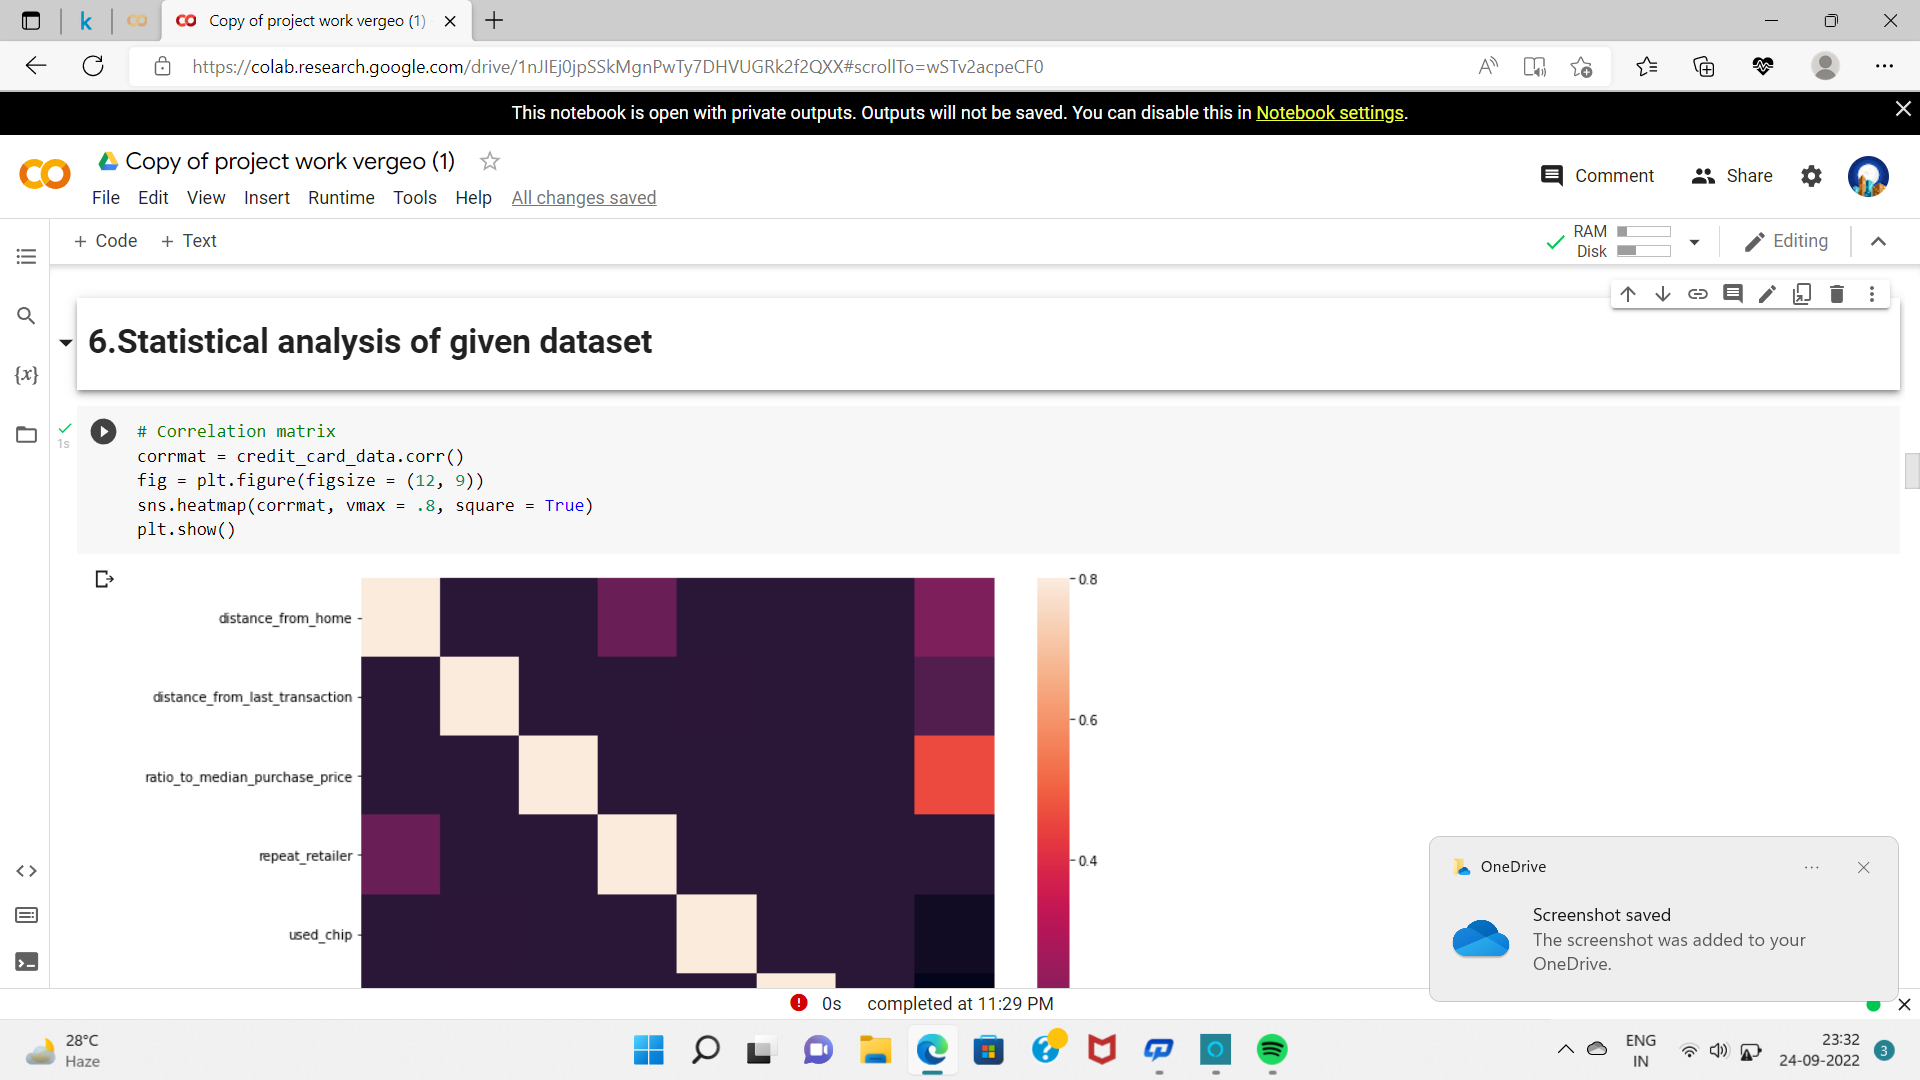 Copy of project work vergeo (1)
https://colab.research.google.com/drive/1nJIEj0jpSSkMgnPwTy7DHVUGRk2f2QXX#scrollTo=wSTv2acpeCF0
This notebook is open with private outputs. Outputs will not be saved. You can disable this in Notebook settings.
Copy of project work vergeo (1)
File Edit View Insert Runtime Tools Help All changes saved
Comment Share
+ Code + Text
RAM
Disk
Editing
6.Statistical analysis of given dataset
1s
# Correlation matrix
corrmat = credit_card_data.corr()
fig = plt.figure(figsize = (12, 9))
sns.heatmap(corrmat, vmax = .8, square = True)
plt.show()
distance_from_home
distance_from_last_transaction
ratio_to_median_purchase_price
repeat_retailer
used_chip
0.8
0.6
0.4
OneDrive
Screenshot saved
The screenshot was added to your
OneDrive.
0s completed at 11:29 PM
28°C
Haze
ENG
IN
23:32
24-09-2022
3